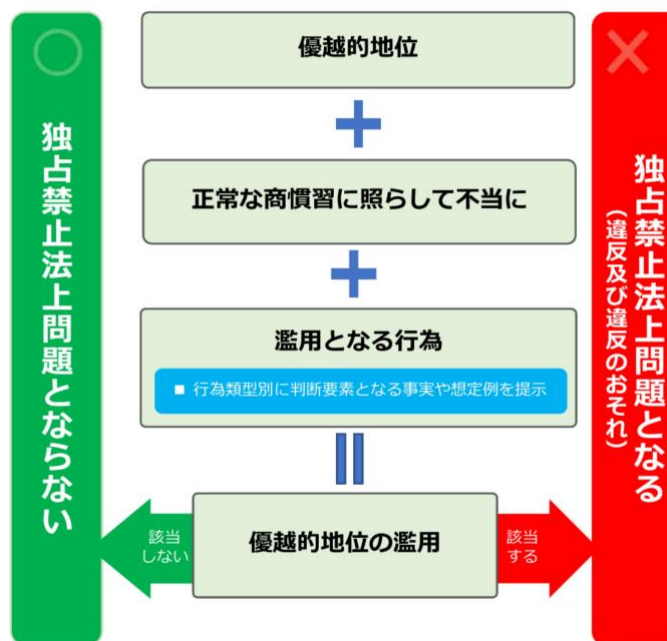 独占禁止法上問題とならない
優越的地位
正常な商慣習に照らして不当に
濫用となる行為
■ 行為類型別に判断要素となる事実や想定例を提示
優越的地位の濫用
該当
しない
該当
する
独占禁止法上問題となる
(違反及び違反のおそれ)